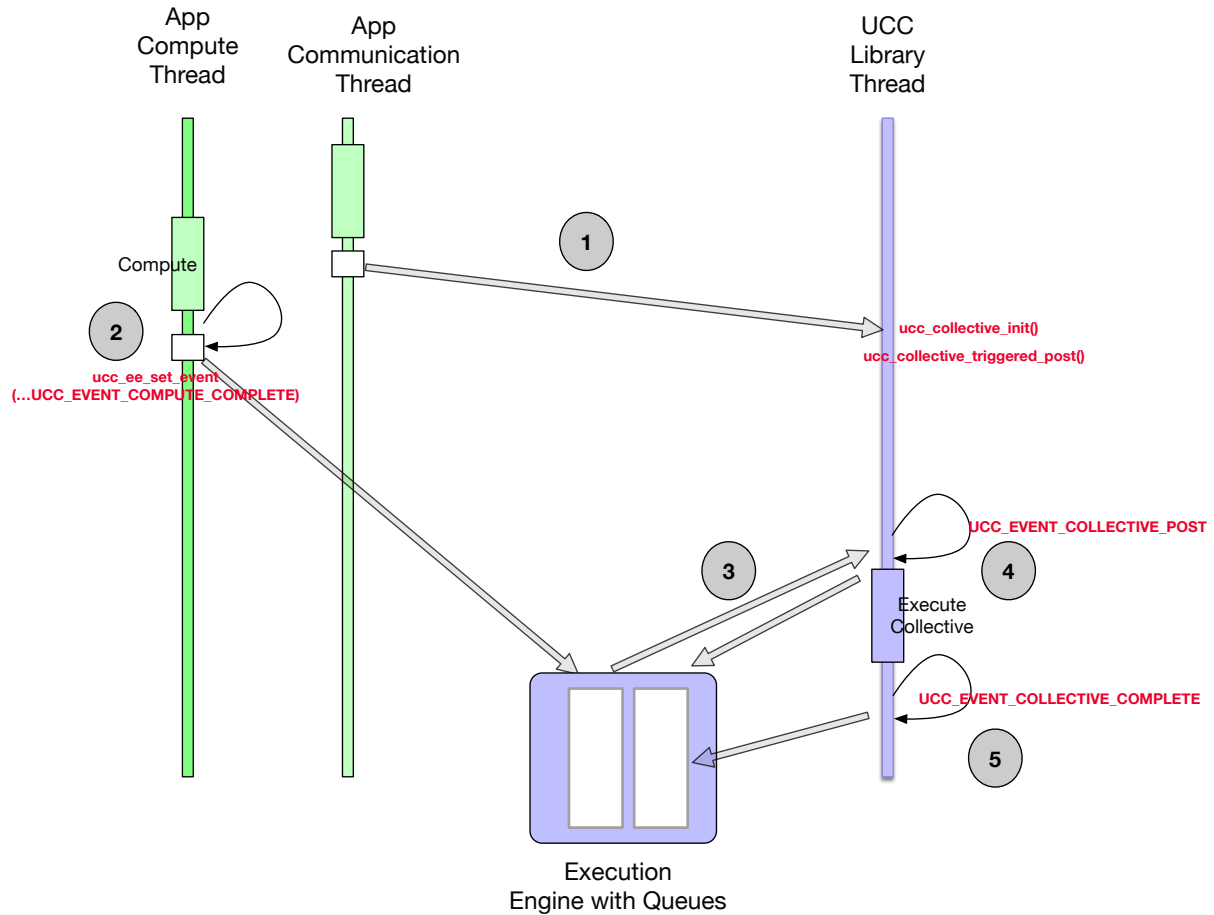 App
Compute
Thread
App
Communication
Thread
UCC
Library
Thread
1
Compute
2
ucc_collective_init()
ucc_collective_triggered_post()
ucc_ee_set_event
(...UCC_EVENT_COMPUTE_COMPLETE)
UCC_EVENT_COLLECTIVE_POST
3
4
Execute
Collective
UCC_EVENT_COLLECTIVE_COMPLETE
5
Execution
Engine with Queues